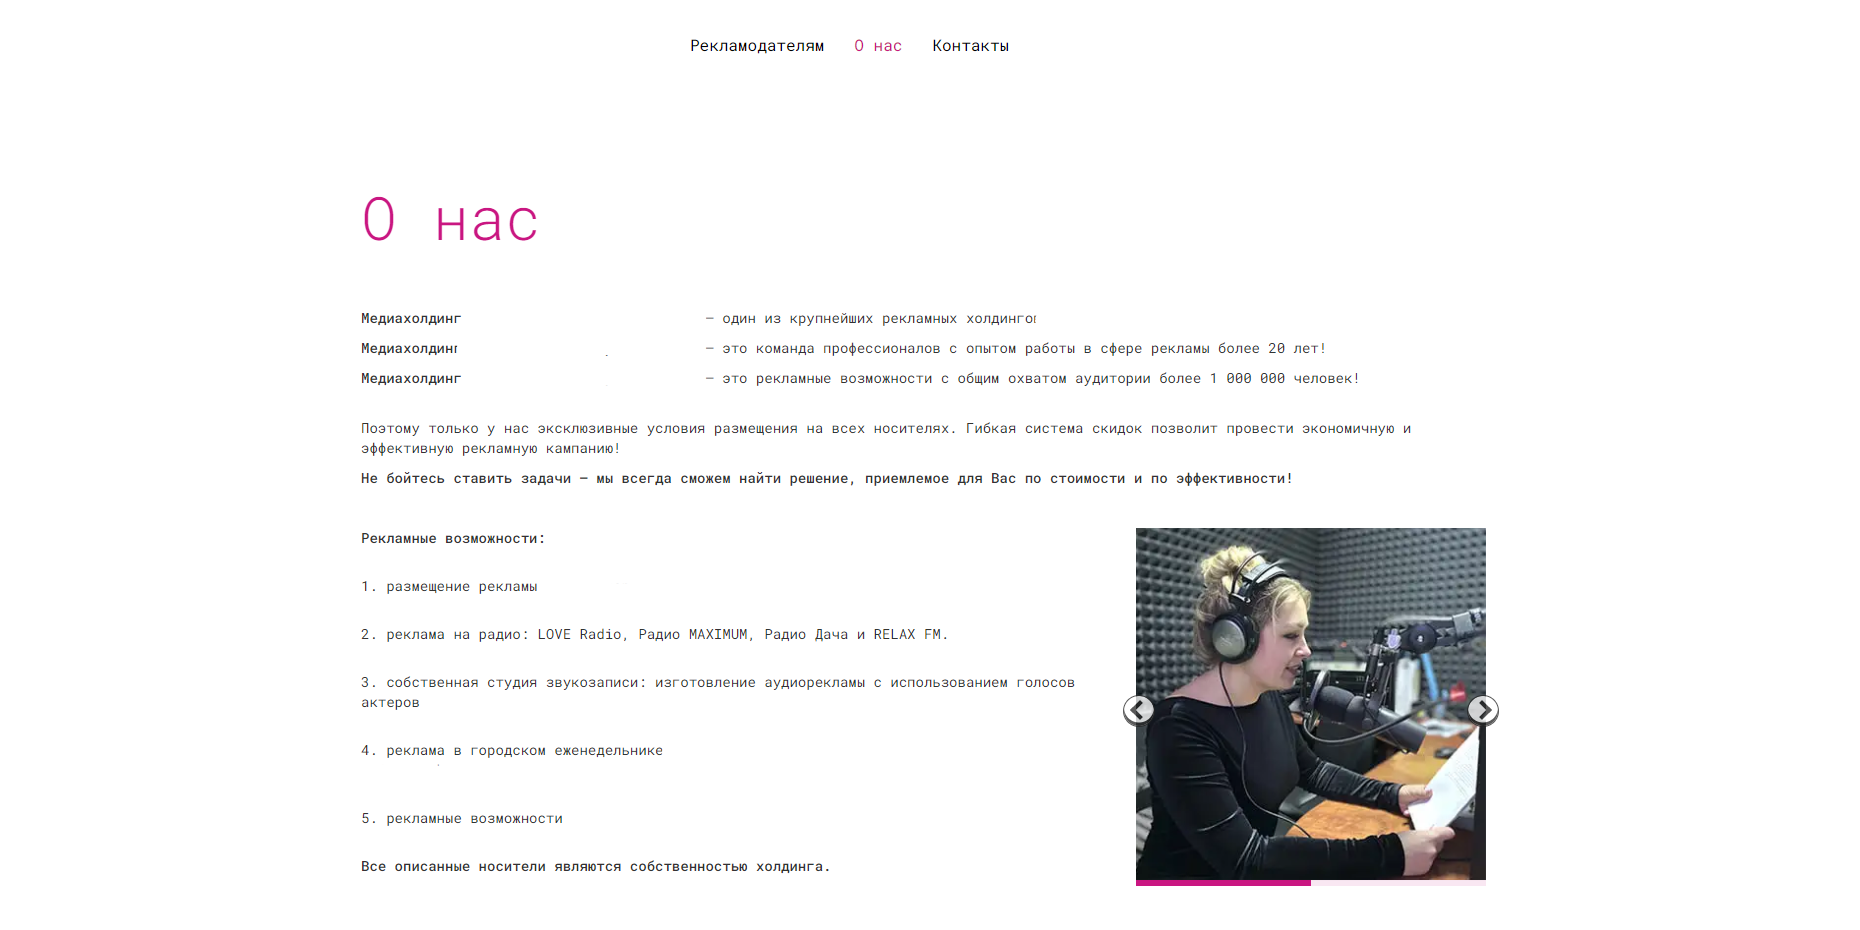 Рекламодателям О нас Контакты
О нас
Медиахолдинг – один из крупнейших рекламных холдингов
Медиахолдинг – это команда профессионалов с опытом работы в сфере рекламы более 20 лет!
Медиахолдинг – это рекламные возможности с общим охватом аудитории более 1 000 000 человек!
Поэтому только у нас эксклюзивные условия размещения на всех носителях. Гибкая система скидок позволит провести экономичную и
эффективную рекламную кампанию!
Не бойтесь ставить задачи – мы всегда сможем найти решение, приемлемое для Вас по стоимости и по эффективности!
Рекламные возможности:
1. размещение рекламы
2. реклама на радио: LOVE Radio, Радио MAXIMUM, Радио Дача и RELAX FM.
3. собственная студия звукозаписи: изготовление аудиорекламы с использованием голосов
актеров
4. реклама в городском еженедельнике
5. рекламные возможности
Все описанные носители являются собственностью холдинга.